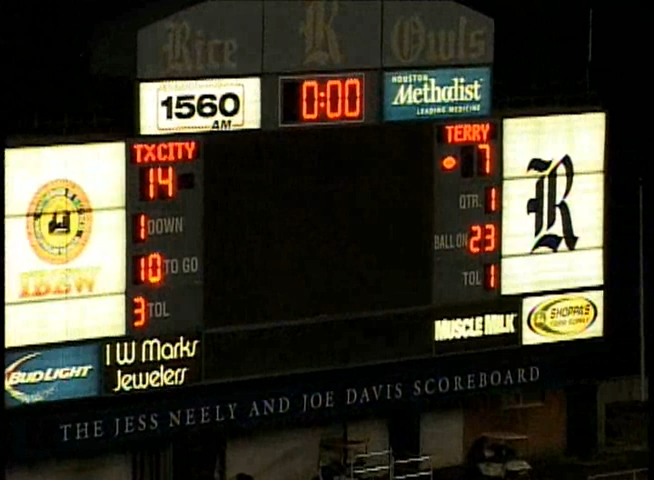 Rice R Owls
1560
AM
0:00
HOUSTON
Methodist
LEADING MEDICINE
TXCITY
14
1 DOWN
10 TO GO
3 TOL
TERRY
7
QTR. 1
BALL ON 23
TOL 1
IBEW
R
BUD LIGHT
I W Marks
Jewelers
MUSCLE MILK
SHOPPA'S
THE JESS NEELY AND JOE DAVIS SCOREBOARD